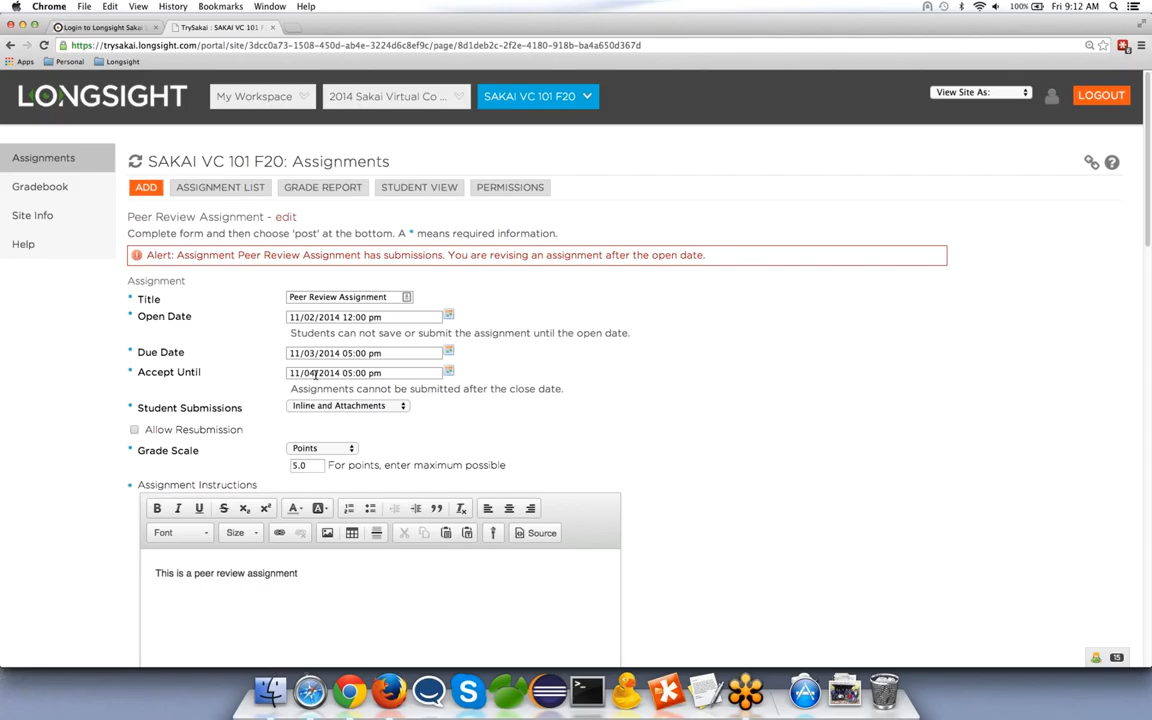 Chrome File Edit View History Bookmarks Window Help 100% Fri 9:12 AM
Login to Longsight Sakai × TrySakai : SAKAI VC 101 F2 ×
https://trysakai.longsight.com/portal/site/3dcc0a73-1508-450d-ab4e-3224d6c8ef9c/page/8d1deb2c-2f2e-4180-918b-ba4a650d367d
Apps Personal Longsight
LONGSIGHT My Workspace 2014 Sakai Virtual Co ... SAKAI VC 101 F20 View Site As: LOGOUT
Assignments
Gradebook
Site Info
Help
SAKAI VC 101 F20: Assignments
ADD ASSIGNMENT LIST GRADE REPORT STUDENT VIEW PERMISSIONS
Peer Review Assignment - edit
Complete form and then choose 'post' at the bottom. A * means required information.
Alert: Assignment Peer Review Assignment has submissions. You are revising an assignment after the open date.
Assignment
* Title Peer Review Assignment
* Open Date 11/02/2014 12:00 pm
Students can not save or submit the assignment until the open date.
* Due Date 11/03/2014 05:00 pm
* Accept Until 11/04/2014 05:00 pm
Assignments cannot be submitted after the close date.
* Student Submissions Inline and Attachments
Allow Resubmission
* Grade Scale Points
5.0 For points, enter maximum possible
* Assignment Instructions
B I U S x₂ x² A A Tx
Font Size Source
This is a peer review assignment
15